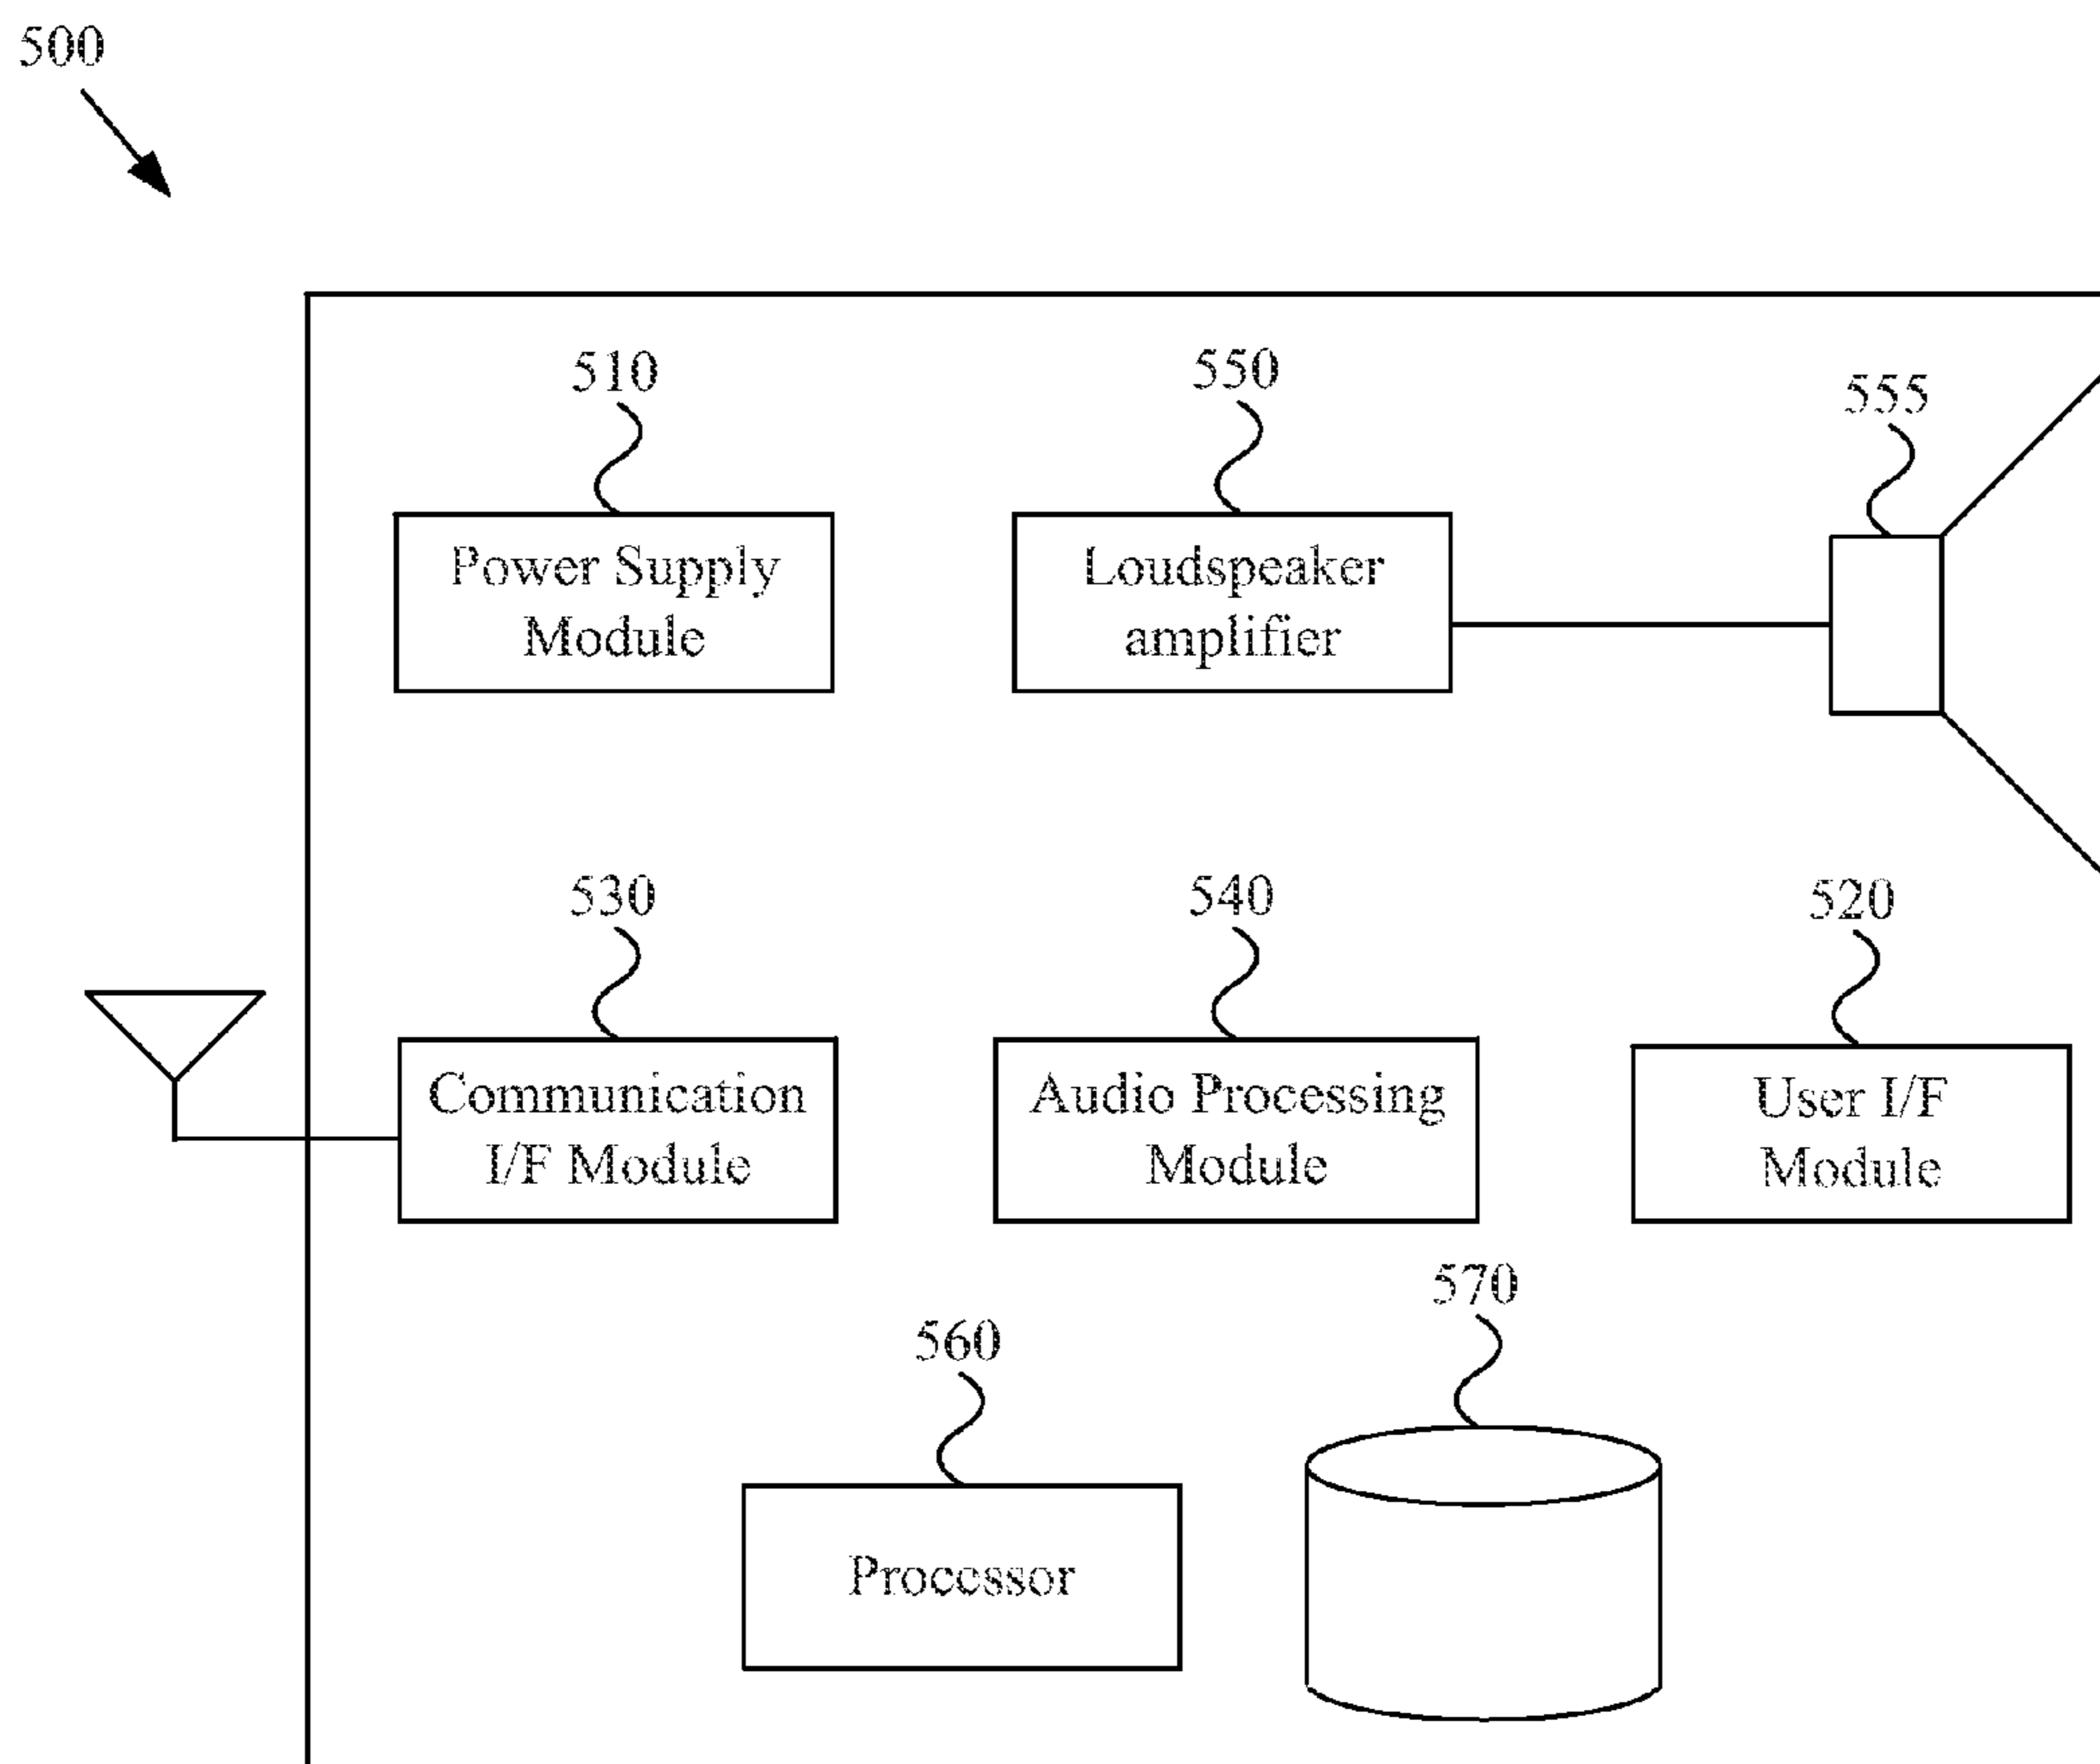 500
510
550
555
Power Supply
Module
Loudspeaker
amplifier
530
540
520
Communication
I/F Module
Audio Processing
Module
User I/F
Module
570
560
Processor